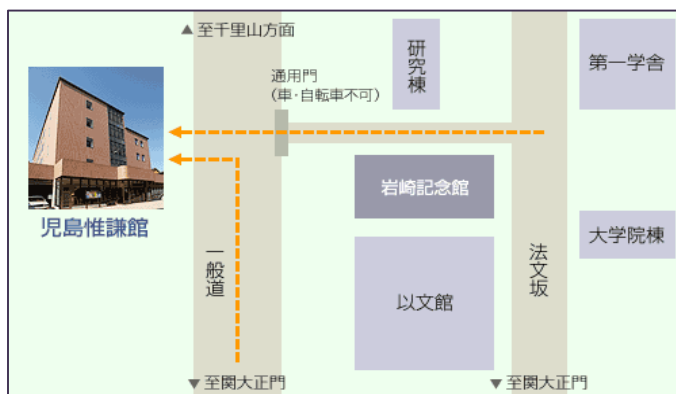 ▲至千里山方面
通用門
（車・自転車不可）
研究棟
第一学舎
児島惟謙館
岩崎記念館
大学院棟
一般道
法文坂
以文館
▼至関大正門
▼至関大正門